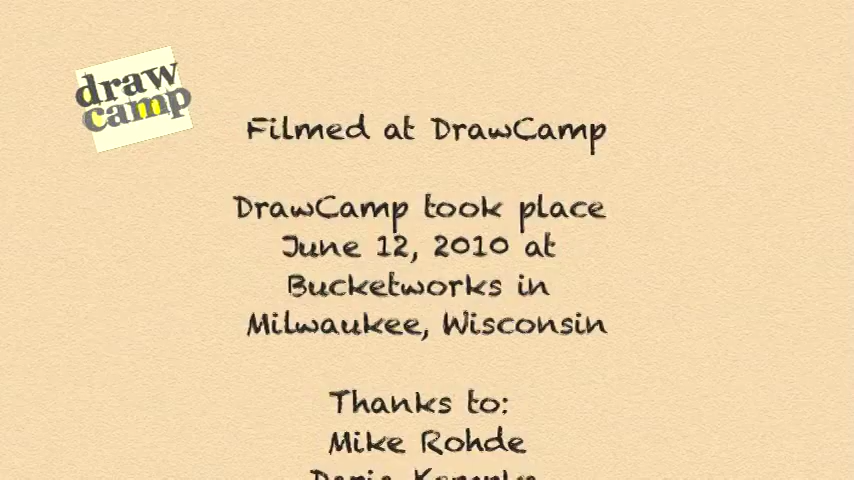 draw
camp
Filmed at DrawCamp
DrawCamp took place
June 12, 2010 at
Bucketworks in
Milwaukee, Wisconsin
Thanks to:
Mike Rohde